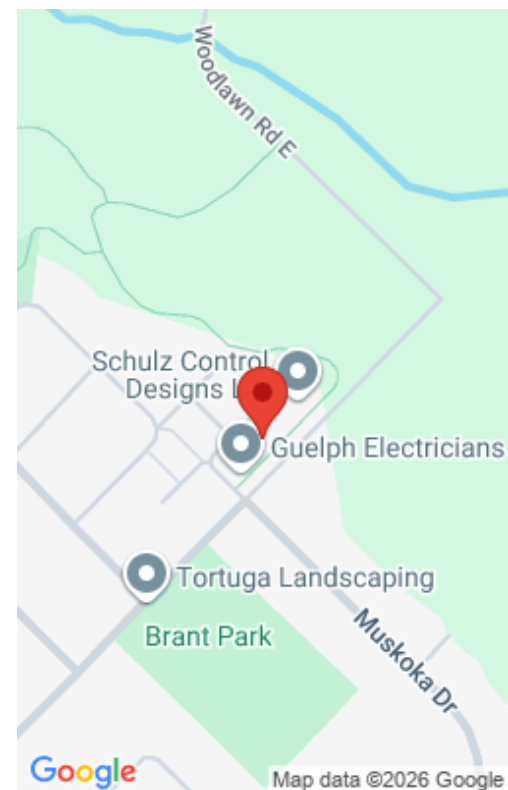 Woodlawn Rd E
Schulz Control
Designs L
Guelph Electricians
Tortuga Landscaping
Brant Park
Muskoka Dr
Google
Map data ©2026 Google